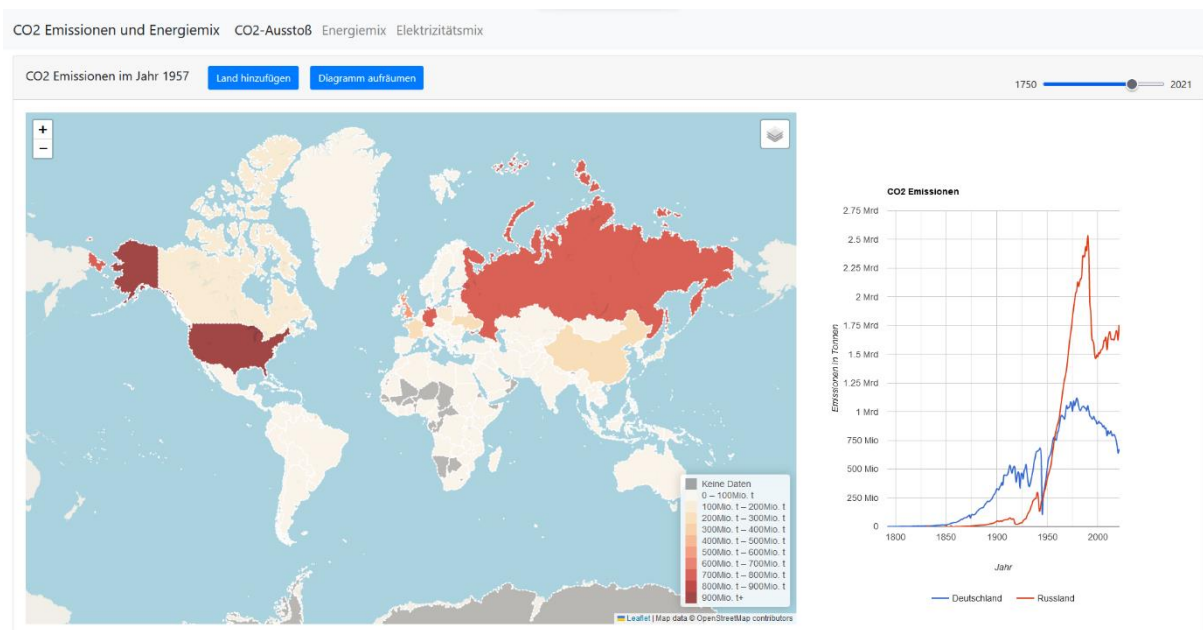 CO2 Emissionen und Energiemix CO2-Ausstoß Energiemix Elektrizitätsmix
CO2 Emissionen im Jahr 1957 Land hinzufügen Diagramm aufräumen 1750 2021
+
−
Keine Daten
0 – 100Mio. t
100Mio. t – 200Mio. t
200Mio. t – 300Mio. t
300Mio. t – 400Mio. t
400Mio. t – 500Mio. t
500Mio. t – 600Mio. t
600Mio. t – 700Mio. t
700Mio. t – 800Mio. t
800Mio. t – 900Mio. t
900Mio. t+
Leaflet | Map data © OpenStreetMap contributors
CO2 Emissionen
2.75 Mrd
2.5 Mrd
2.25 Mrd
2 Mrd
1.75 Mrd
1.5 Mrd
1.25 Mrd
1 Mrd
750 Mio
500 Mio
250 Mio
0
Emissionen in Tonnen
1800 1850 1900 1950 2000
Jahr
Deutschland Russland